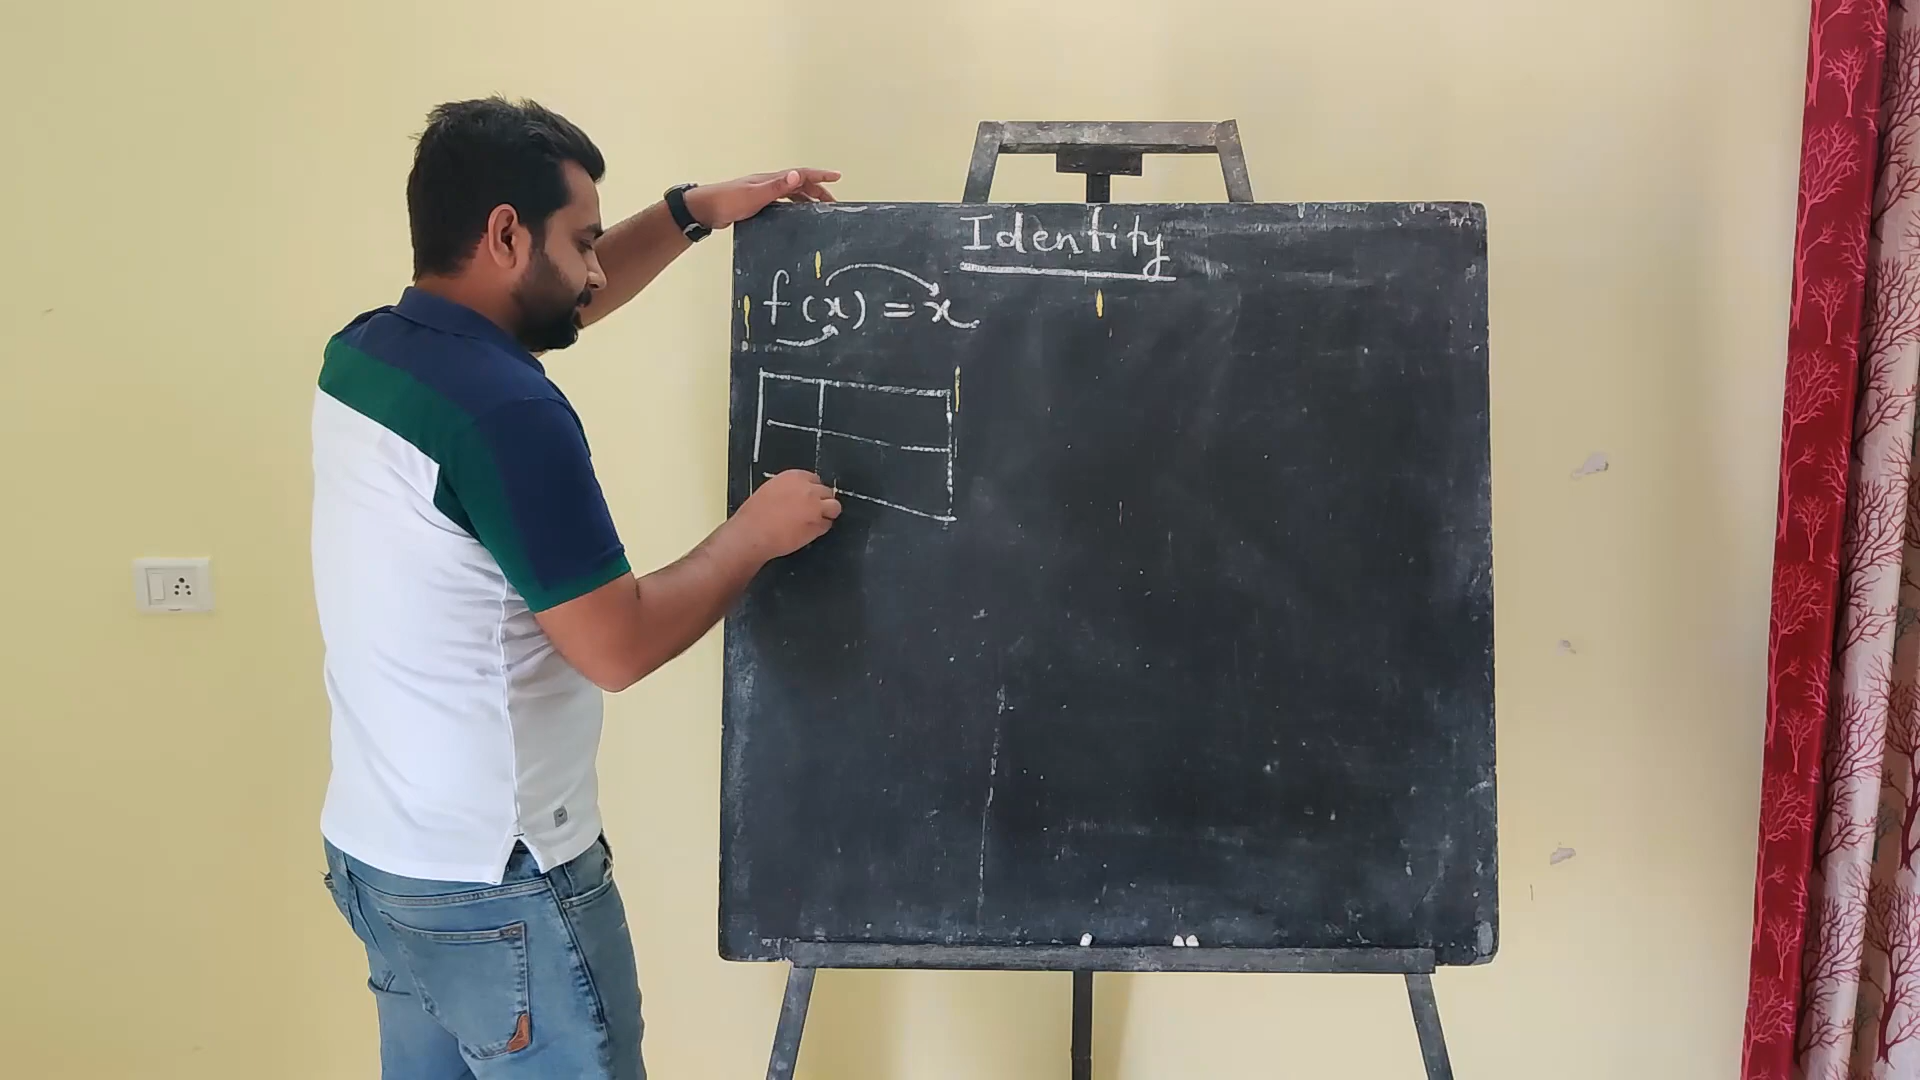 Identity
f(x) = x